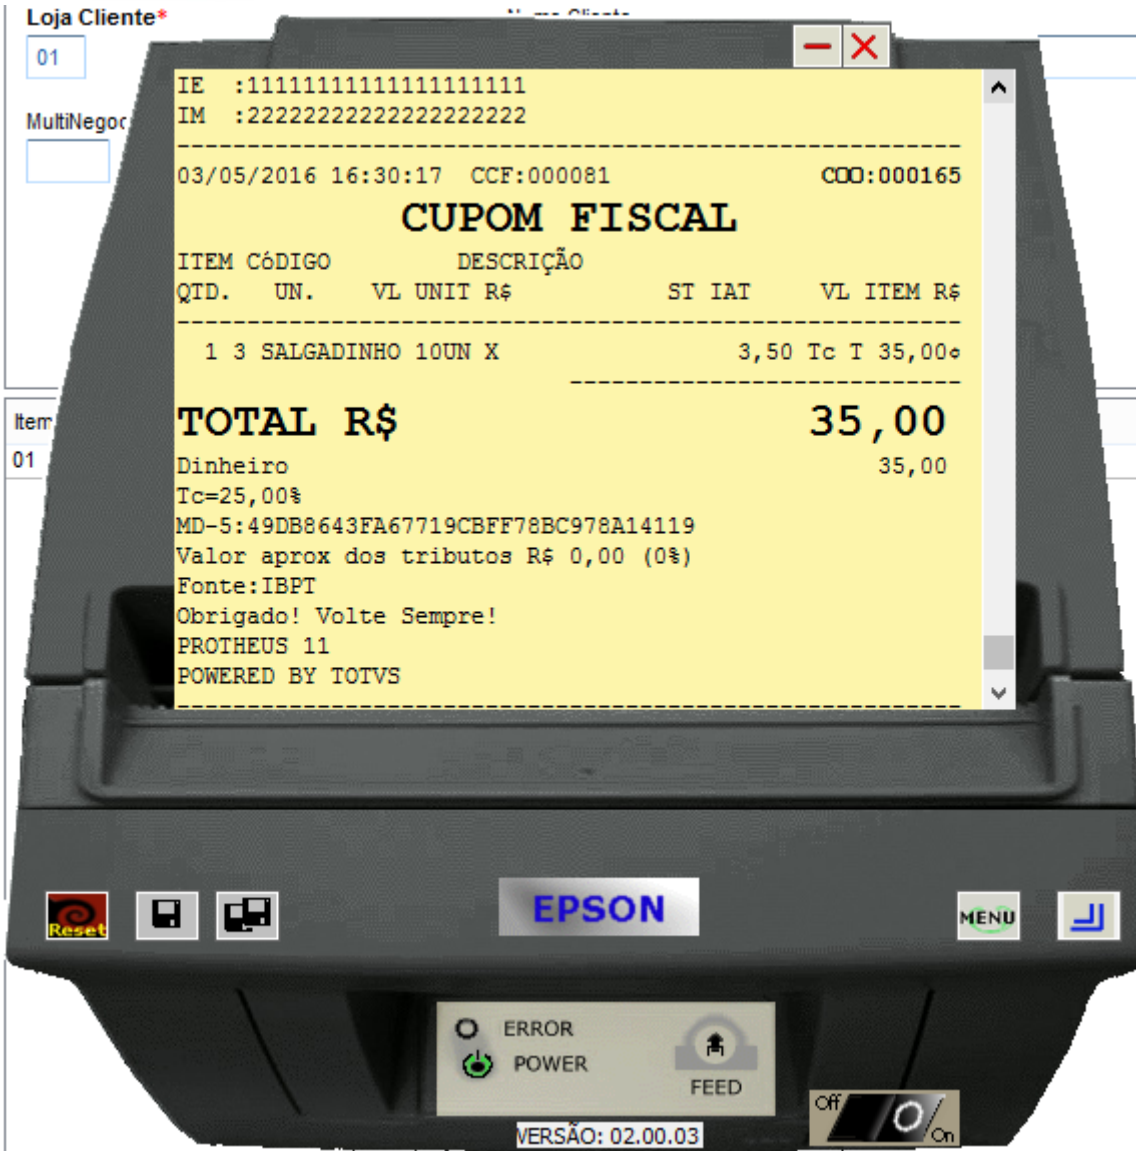 Loja Cliente*
01
MultiNegoc
IE  :11111111111111111111
IM  :22222222222222222222
03/05/2016 16:30:17  CCF:000081  COO:000165
CUPOM FISCAL
ITEM CóDIGO  DESCRIÇÃO
QTD.  UN.  VL UNIT R$  ST IAT  VL ITEM R$
1 3 SALGADINHO 10UN X  3,50 Tc T 35,00¢
TOTAL R$  35,00
Dinheiro  35,00
Tc=25,00%
MD-5:49DB8643FA67719CBFF78BC978A14119
Valor aprox dos tributos R$ 0,00 (0%)
Fonte:IBPT
Obrigado! Volte Sempre!
PROTHEUS 11
POWERED BY TOTVS
Item
01
Reset
EPSON
MENU
ERROR
POWER
FEED
Off
On
VERSÃO: 02.00.03